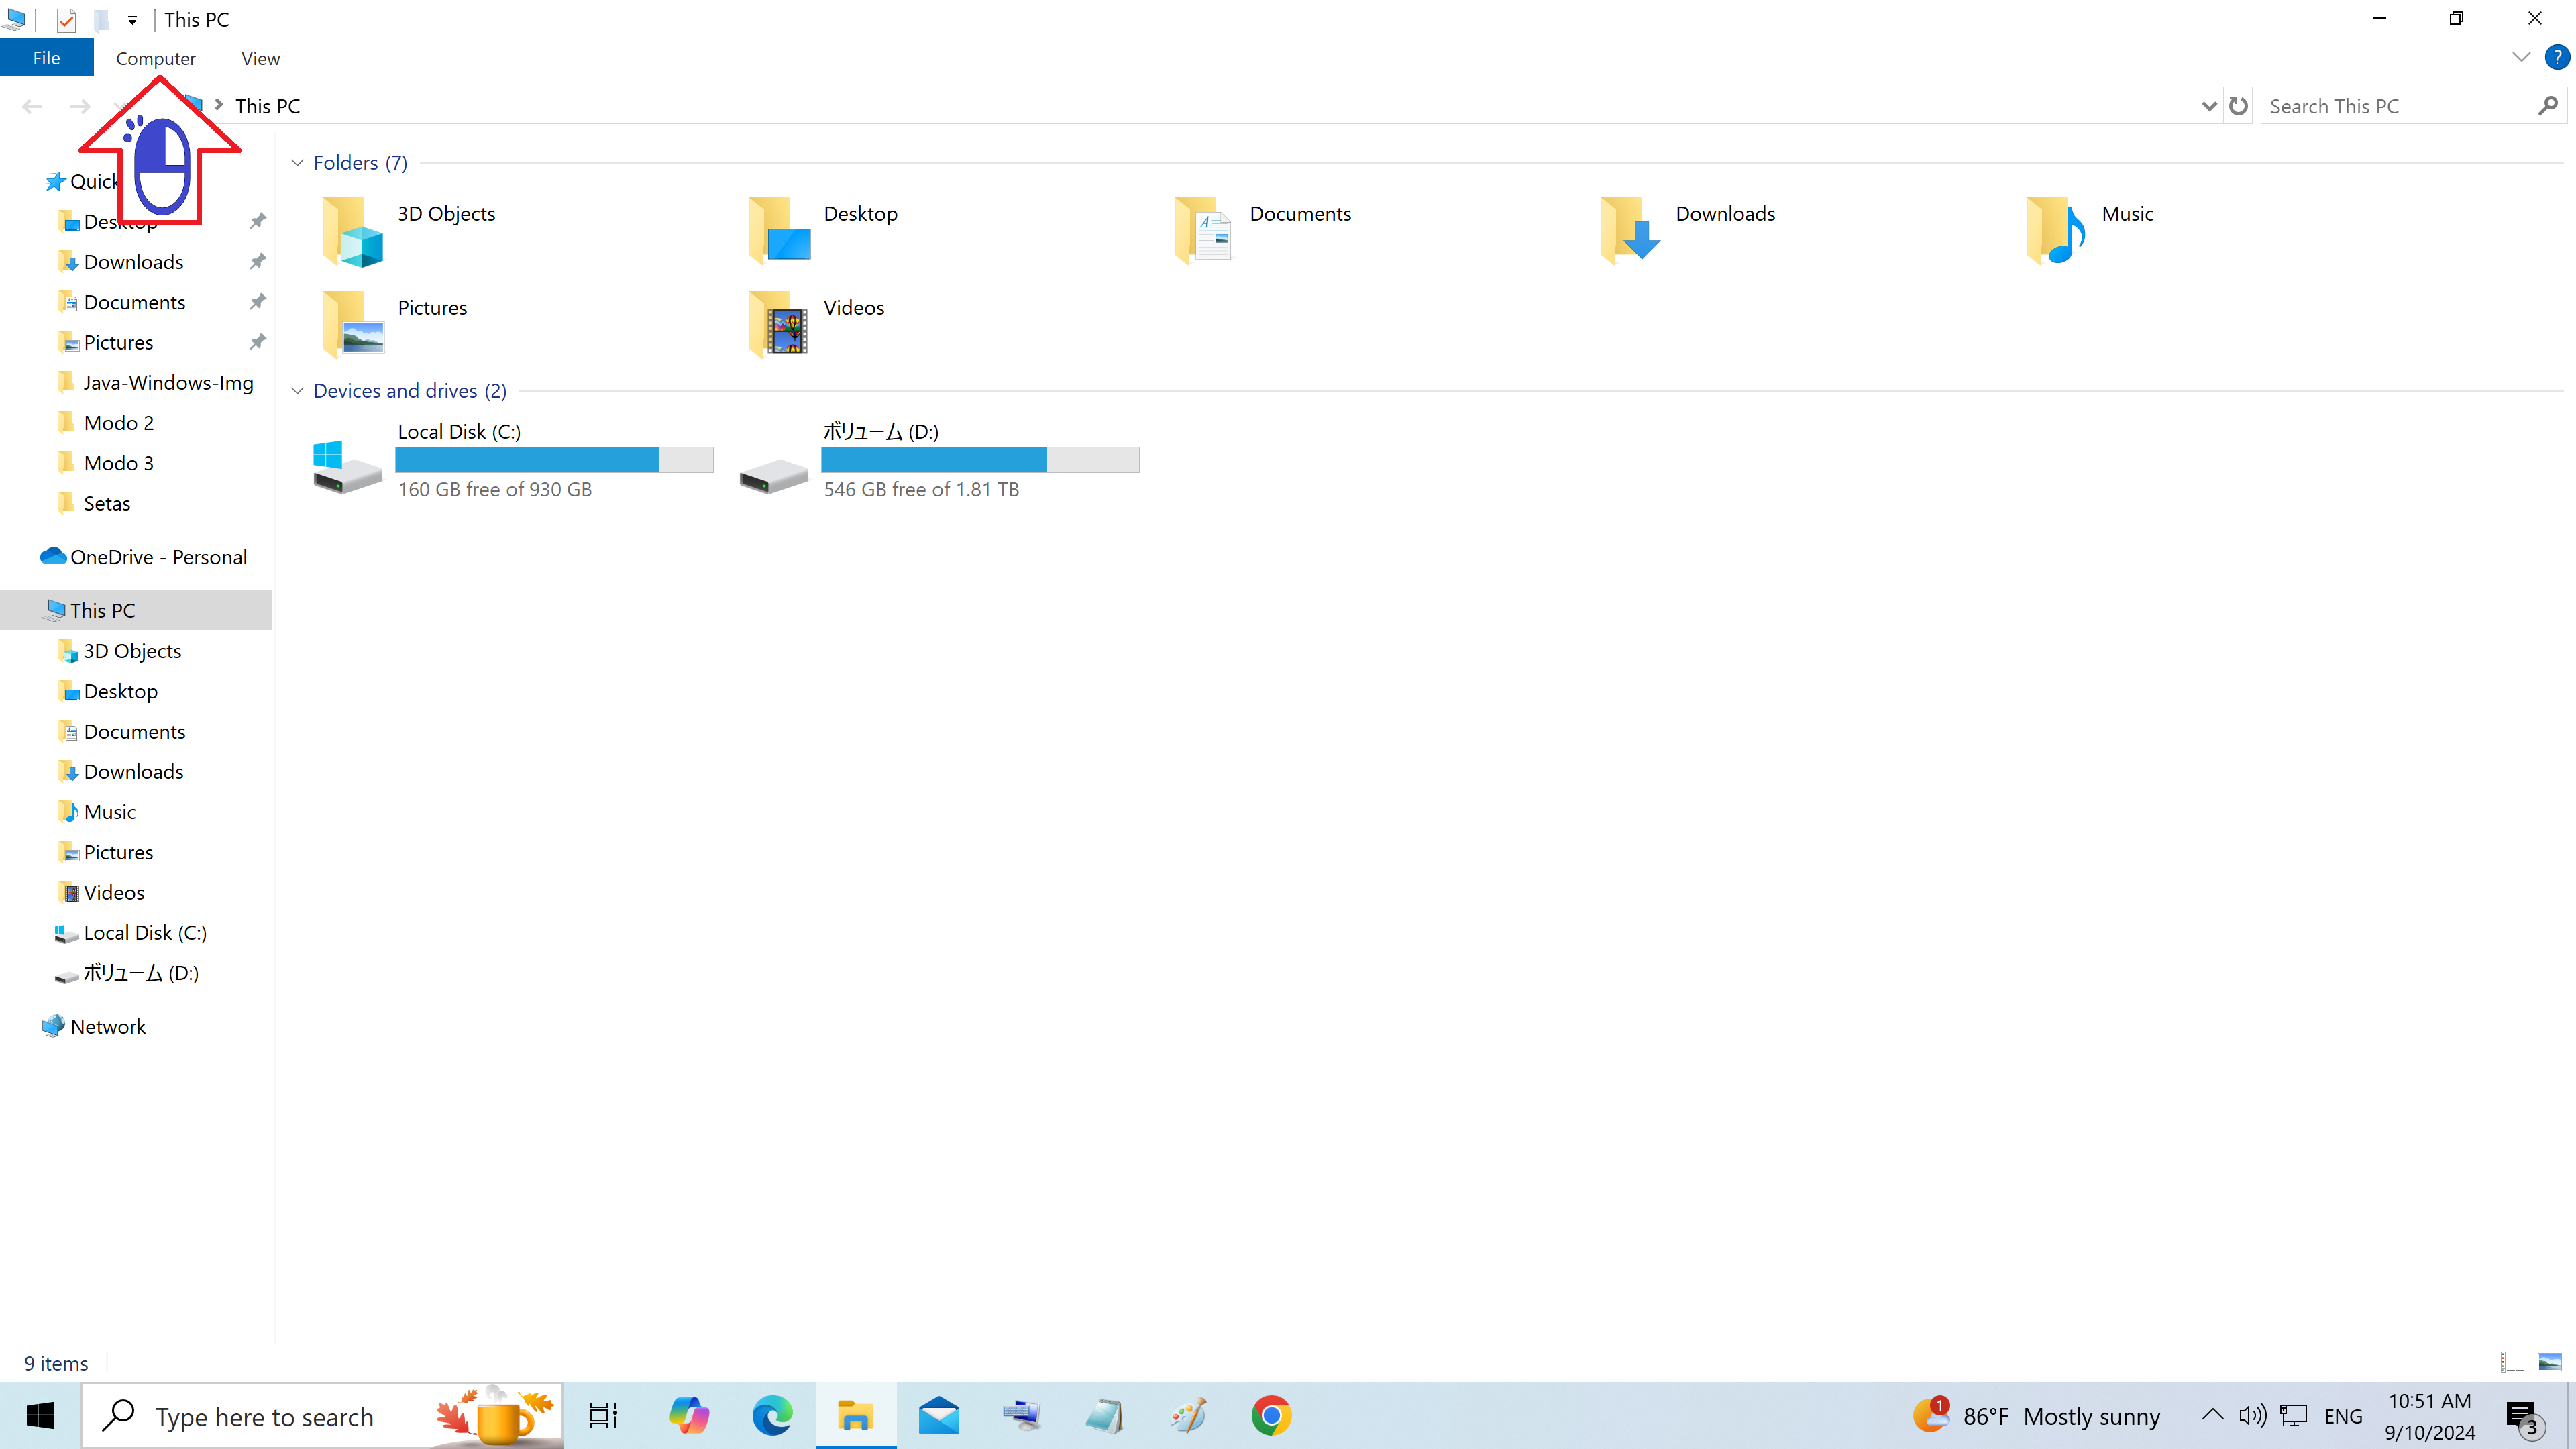 This PC
File Computer View
?
This PC
Search This PC
Quick
Desktop
Downloads
Documents
Pictures
Java-Windows-Img
Modo 2
Modo 3
Setas
OneDrive - Personal
This PC
3D Objects
Desktop
Documents
Downloads
Music
Pictures
Videos
Local Disk (C:)
ボリューム (D:)
Network
Folders (7)
3D Objects
Desktop
Documents
Downloads
Music
Pictures
Videos
Devices and drives (2)
Local Disk (C:)
160 GB free of 930 GB
ボリューム (D:)
546 GB free of 1.81 TB
9 items
Type here to search
1
86°F Mostly sunny
ENG
10:51 AM
9/10/2024
3